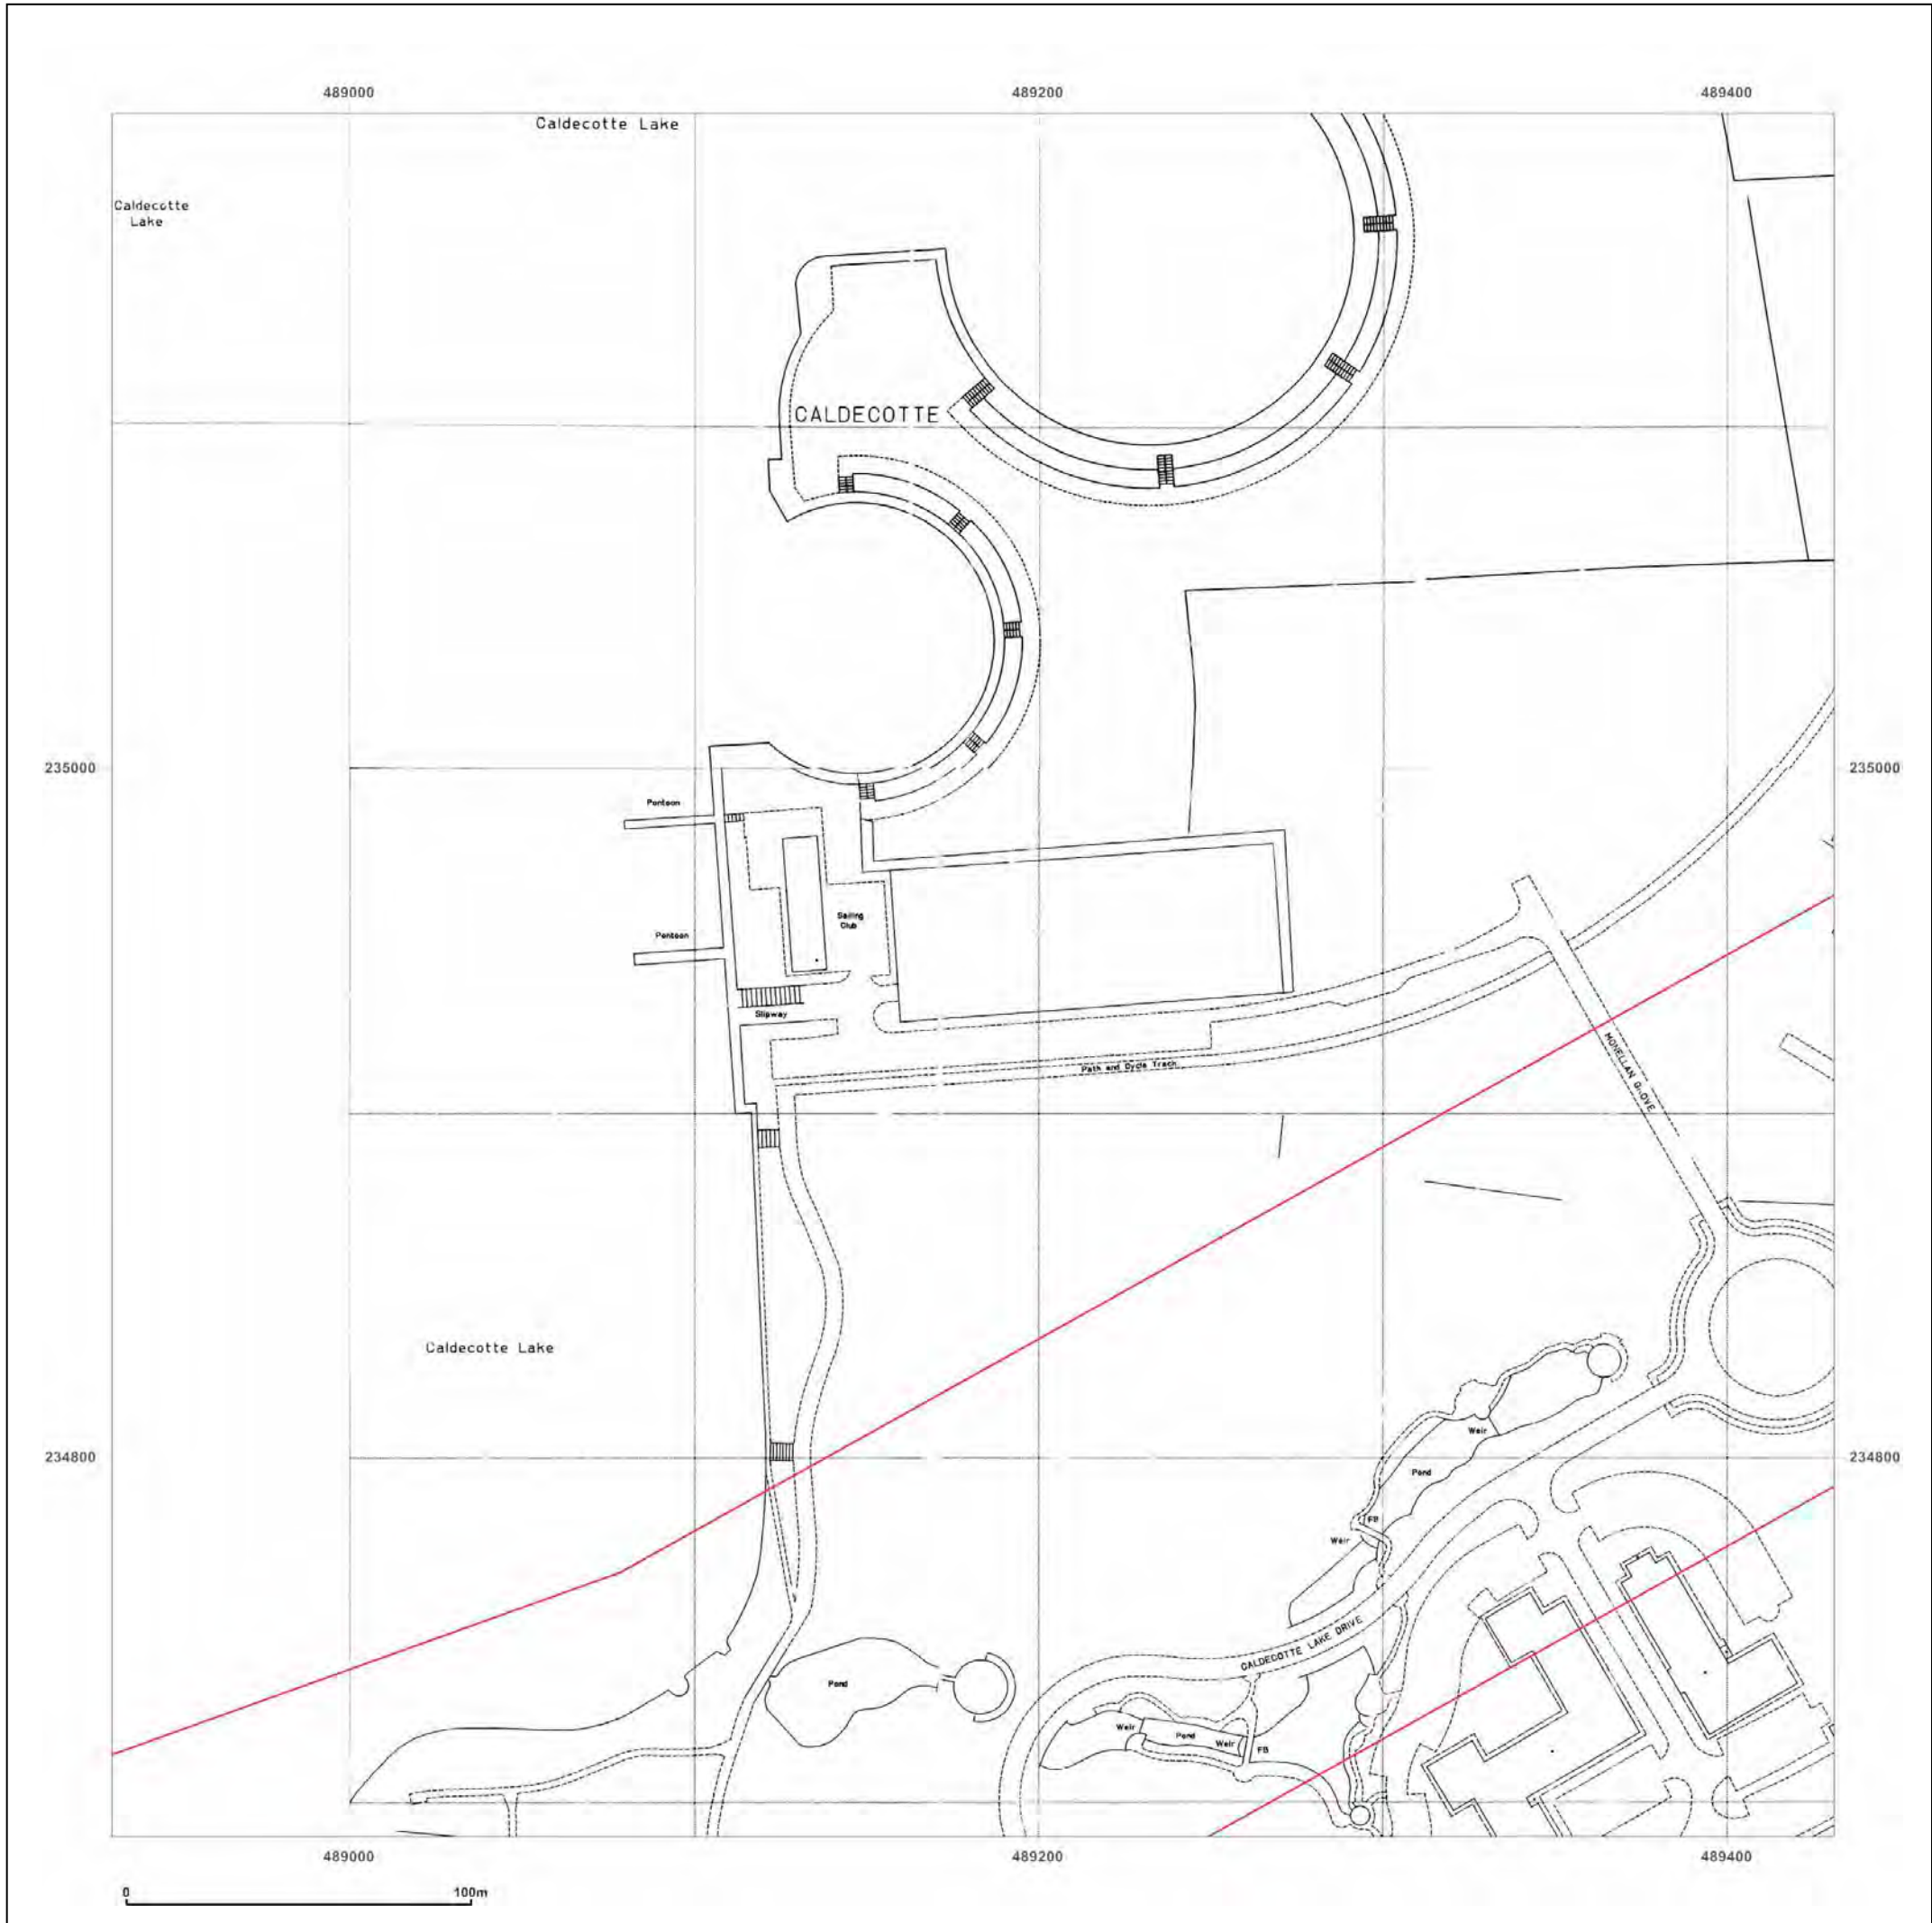 489000
489200
489400
Caldecotte Lake
Caldecotte
Lake
CALDECOTTE
235000
235000
Pontoon
Sailing
Club
Pontoon
Slipway
Path and Cycle Track
MONELLAN GROVE
Caldecotte Lake
Weir
234800
234800
Pond
FB
Weir
CALDECOTTE LAKE DRIVE
Pond
Weir
Pond
Weir
FB
489000
489200
489400
0
100m